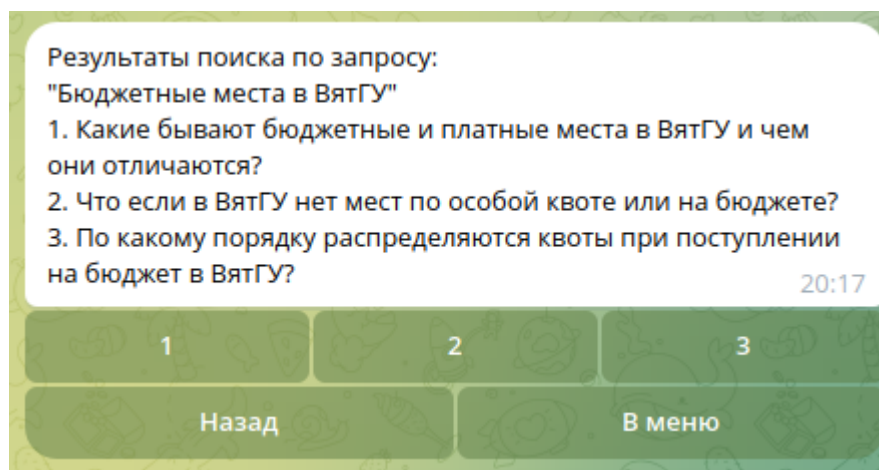 Результаты поиска по запросу:
"Бюджетные места в ВятГУ"
1. Какие бывают бюджетные и платные места в ВятГУ и чем
они отличаются?
2. Что если в ВятГУ нет мест по особой квоте или на бюджете?
3. По какому порядку распределяются квоты при поступлении
на бюджет в ВятГУ?
20:17
1
2
3
Назад
В меню